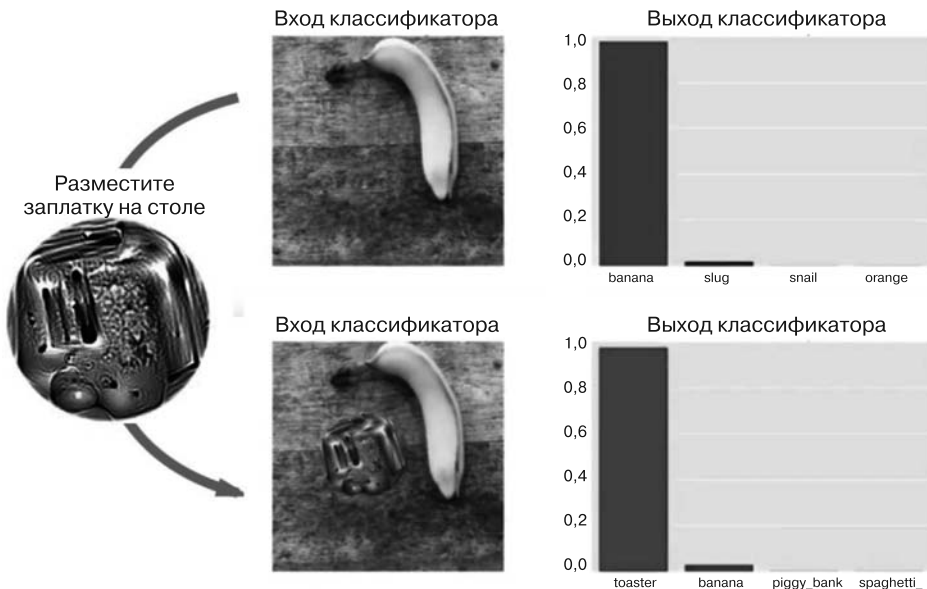 Вход классификатора
Выход классификатора
1,0
0,8
0,6
0,4
0,2
0,0
banana slug snail orange
Разместите
заплатку на столе
Вход классификатора
Выход классификатора
1,0
0,8
0,6
0,4
0,2
0,0
toaster banana piggy_bank spaghetti_